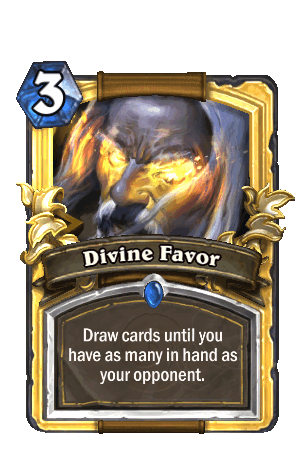 3
Divine Favor
Draw cards until you
have as many in hand as
your opponent.